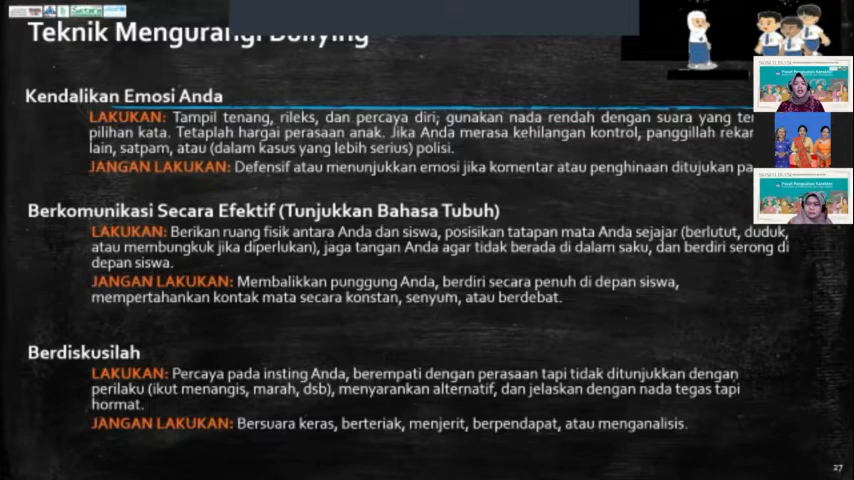 Teknik Mengurangi Bullying
Kendalikan Emosi Anda
LAKUKAN: Tampil tenang, rileks, dan percaya diri; gunakan nada rendah dengan suara yang
pilihan kata. Tetaplah hargai perasaan anak. Jika Anda merasa kehilangan kontrol, panggillah
lain, satpam, atau (dalam kasus yang lebih serius) polisi.
JANGAN LAKUKAN: Defensif atau menunjukkan emosi jika komentar atau penghinaan ditujukan
Berkomunikasi Secara Efektif (Tunjukkan Bahasa Tubuh)
LAKUKAN: Berikan ruang fisik antara Anda dan siswa, posisikan tatapan mata Anda sejajar (berlutut, duduk,
atau membungkuk jika diperlukan), jaga tangan Anda agar tidak berada di dalam saku, dan berdiri serong di
depan siswa.
JANGAN LAKUKAN: Membalikkan punggung Anda, berdiri secara penuh di depan siswa,
mempertahankan kontak mata secara konstan, senyum, atau berdebat.
Berdiskusilah
LAKUKAN: Percaya pada insting Anda, berempati dengan perasaan tapi tidak ditunjukkan dengan
perilaku (ikut menangis, marah, dsb), menyarankan alternatif, dan jelaskan dengan nada tegas tapi
hormat.
JANGAN LAKUKAN: Bersuara keras, berteriak, menjerit, berpendapat, atau menganalisis.
27